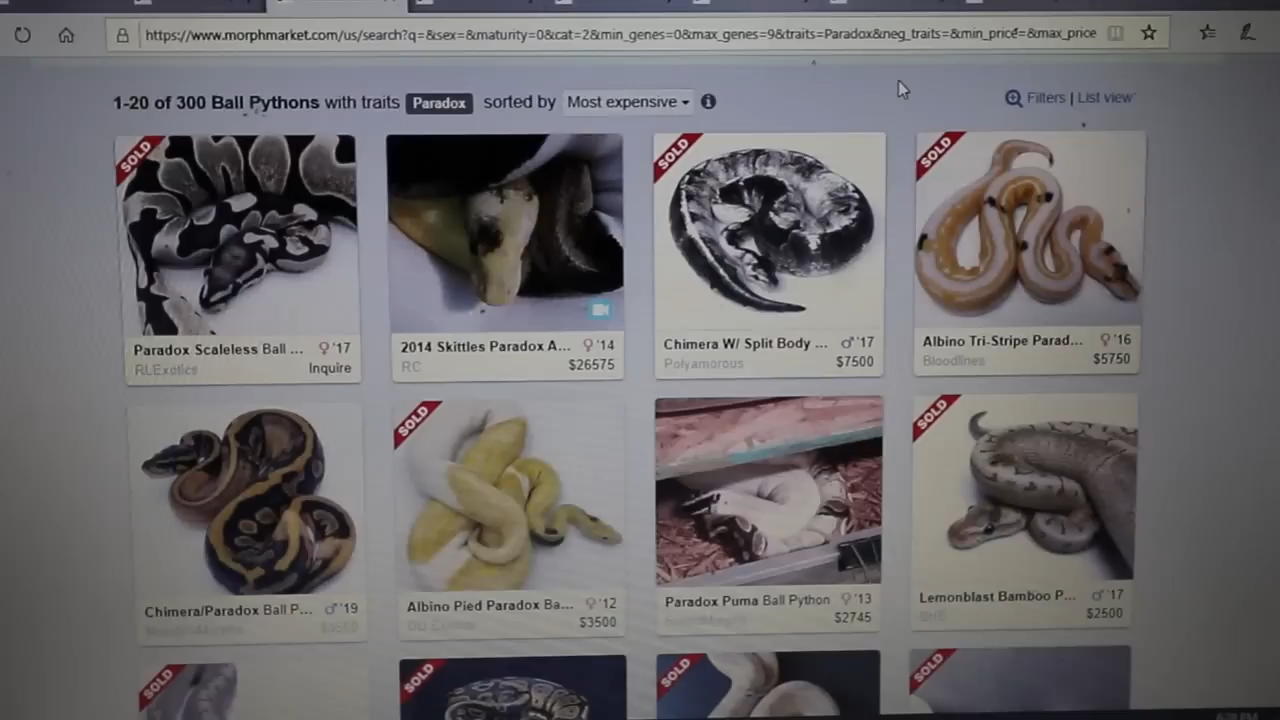 https://www.morphmarket.com/us/search?q=&sex=&maturity=0&cat=2&min_genes=0&max_genes=9&traits=Paradox&neg_traits=&min_price=&max_price
1-20 of 300 Ball Pythons with traits Paradox sorted by Most expensive
Filters | List view
SOLD
SOLD
SOLD
Paradox Scaleless Ball ... ♀'17
RLExotics Inquire
2014 Skittles Paradox A... ♀'14
RC $26575
Chimera W/ Split Body ... ♂'17
Polyamorous $7500
Albino Tri-Stripe Parad... ♀'16
Bloodlines $5750
SOLD
SOLD
Chimera/Paradox Ball P... ♂'19
Albino Pied Paradox Ba... ♀'12
$3500
Paradox Puma Ball Python ♀'13
$2745
Lemonblast Bamboo P... ♂'17
BHB $2500
SOLD
SOLD
SOLD
SOLD